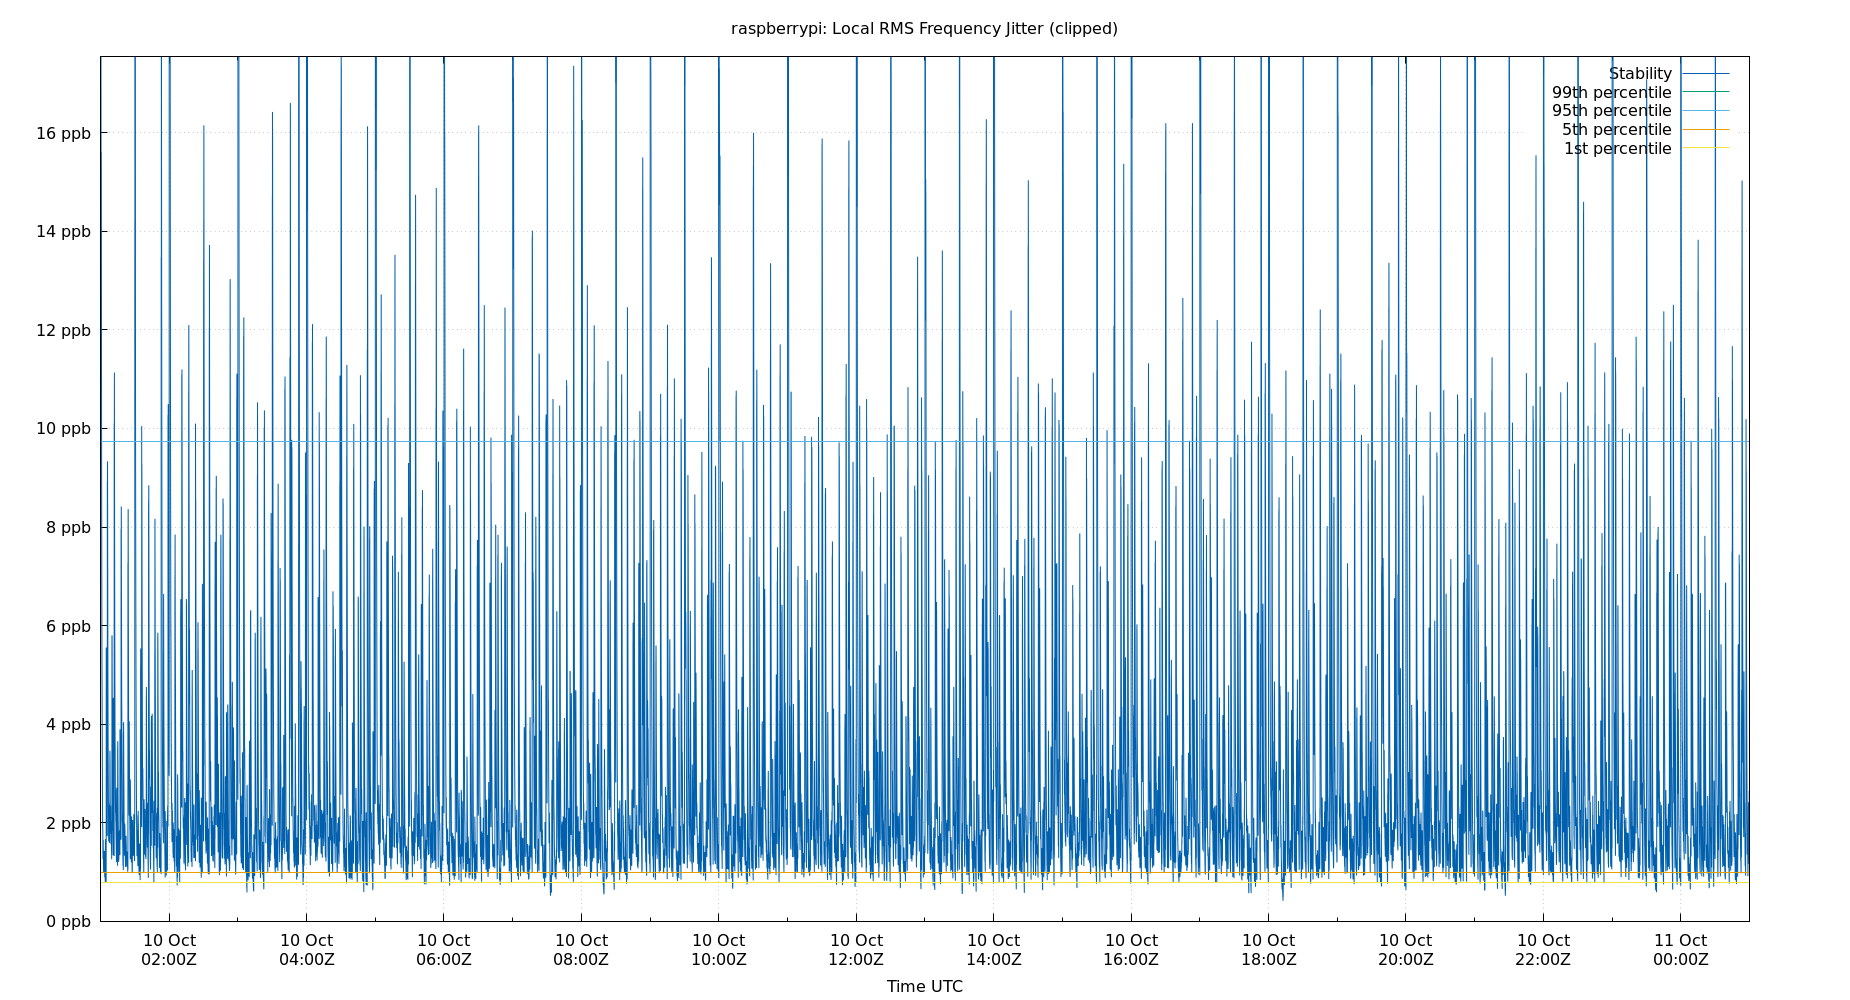 raspberrypi: Local RMS Frequency Jitter (clipped)
Stability
99th percentile
95th percentile
5th percentile
1st percentile
16 ppb
14 ppb
12 ppb
10 ppb
8 ppb
6 ppb
4 ppb
2 ppb
0 ppb
10 Oct 10 Oct 10 Oct 10 Oct 10 Oct 10 Oct 10 Oct 10 Oct 10 Oct 10 Oct 10 Oct 11 Oct
02:00Z 04:00Z 06:00Z 08:00Z 10:00Z 12:00Z 14:00Z 16:00Z 18:00Z 20:00Z 22:00Z 00:00Z
Time UTC